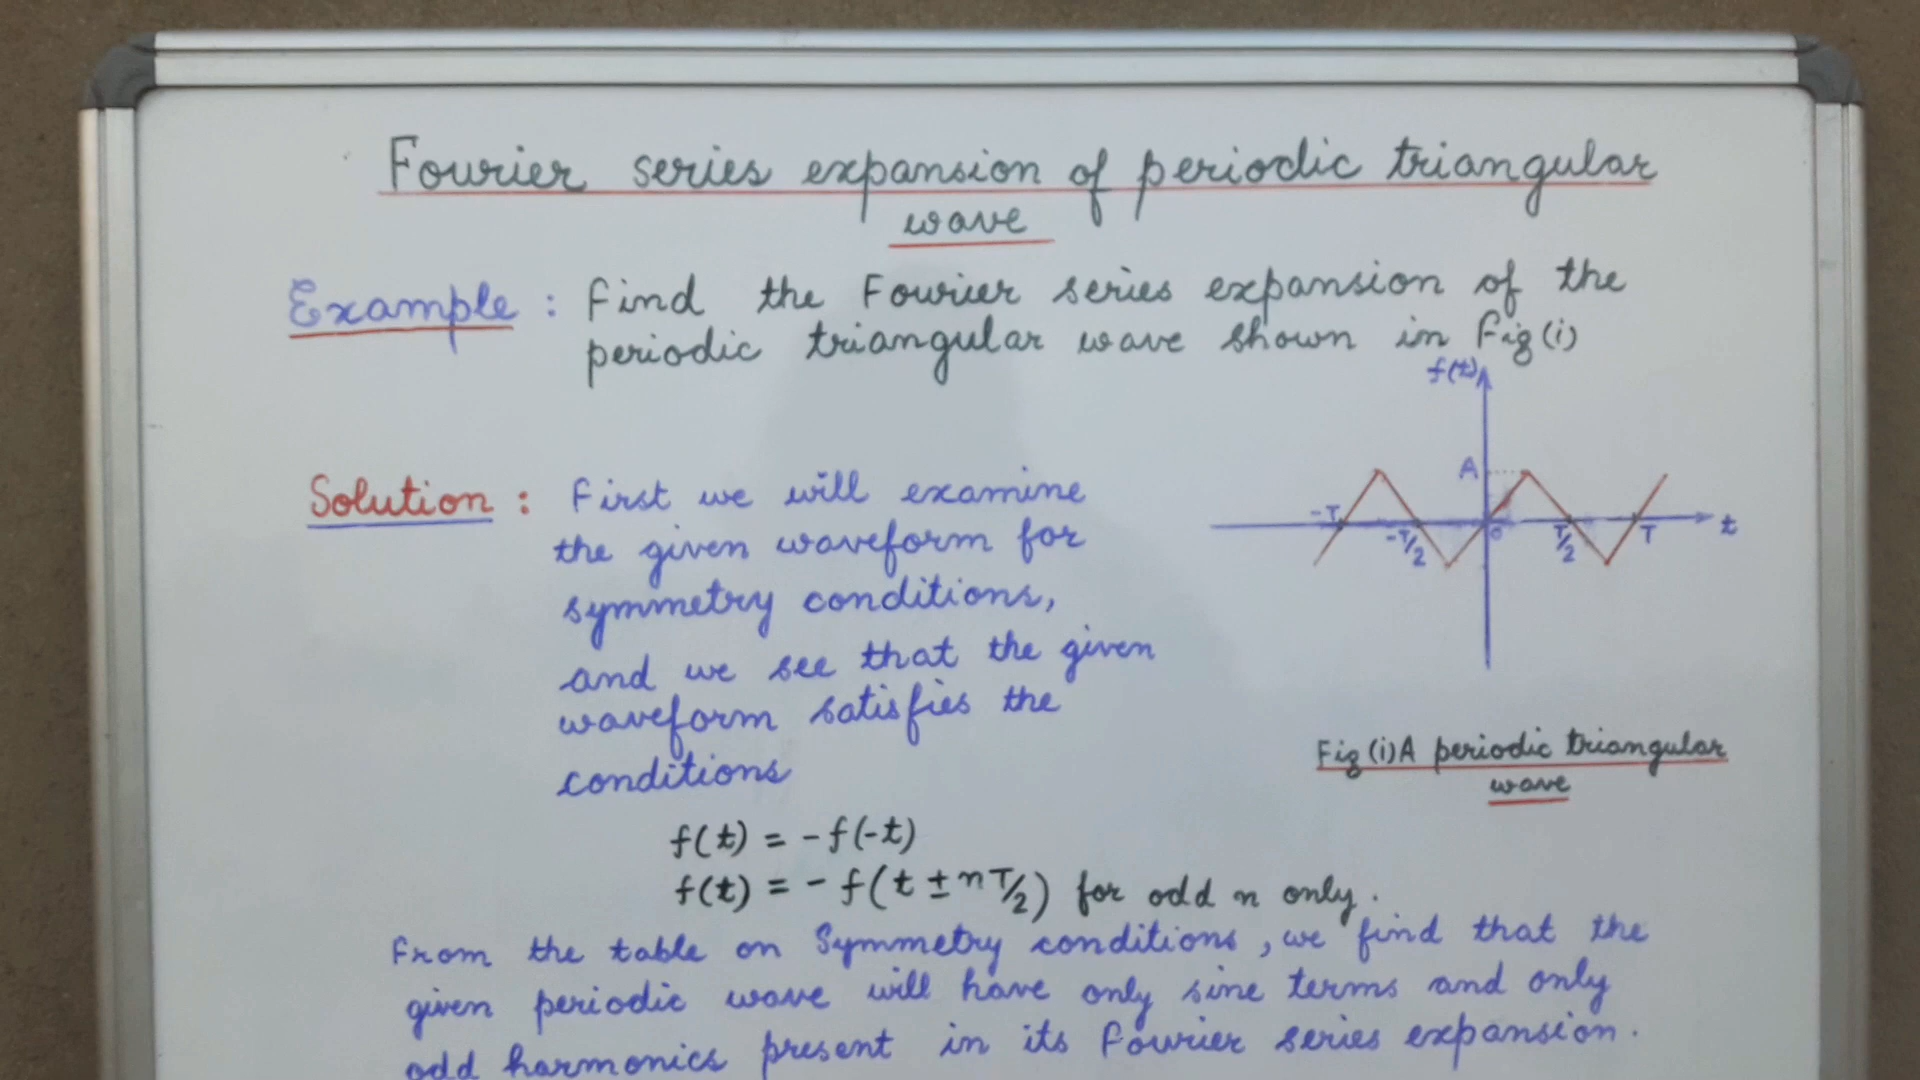 Fourier series expansion of periodic triangular
wave
Example : Find the Fourier series expansion of the
periodic triangular wave shown in Fig (i)
f(t)
A
-T
-T/2
0
T/2
T
t
Fig (i) A periodic triangular
wave
Solution : First we will examine
the given waveform for
symmetry conditions,
and we see that the given
waveform satisfies the
conditions
f(t) = -f(-t)
f(t) = - f(t ± nT/2) for odd n only.
From the table on Symmetry conditions, we find that the
given periodic wave will have only sine terms and only
odd harmonics present in its Fourier series expansion.